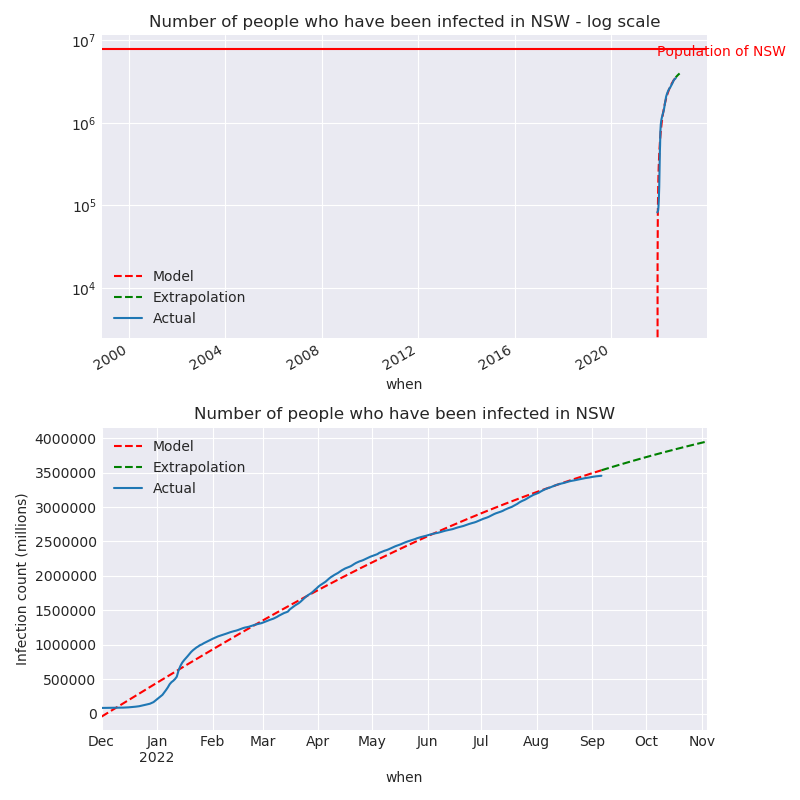 Number of people who have been infected in NSW - log scale
10^7
Population of NSW
10^6
10^5
10^4
Model
Extrapolation
Actual
2000 2004 2008 2012 2016 2020
when
Number of people who have been infected in NSW
Infection count (millions)
4000000
3500000
3000000
2500000
2000000
1500000
1000000
500000
0
Model
Extrapolation
Actual
Dec Jan Feb Mar Apr May Jun Jul Aug Sep Oct Nov
2022
when